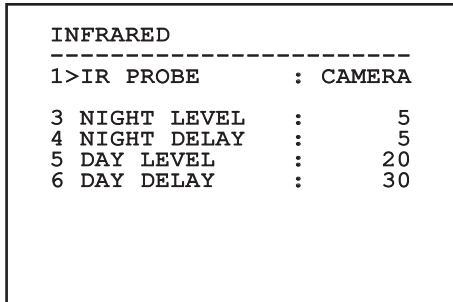 INFRARED
-------------------------
1>IR PROBE : CAMERA
3 NIGHT LEVEL : 5
4 NIGHT DELAY : 5
5 DAY LEVEL : 20
6 DAY DELAY : 30